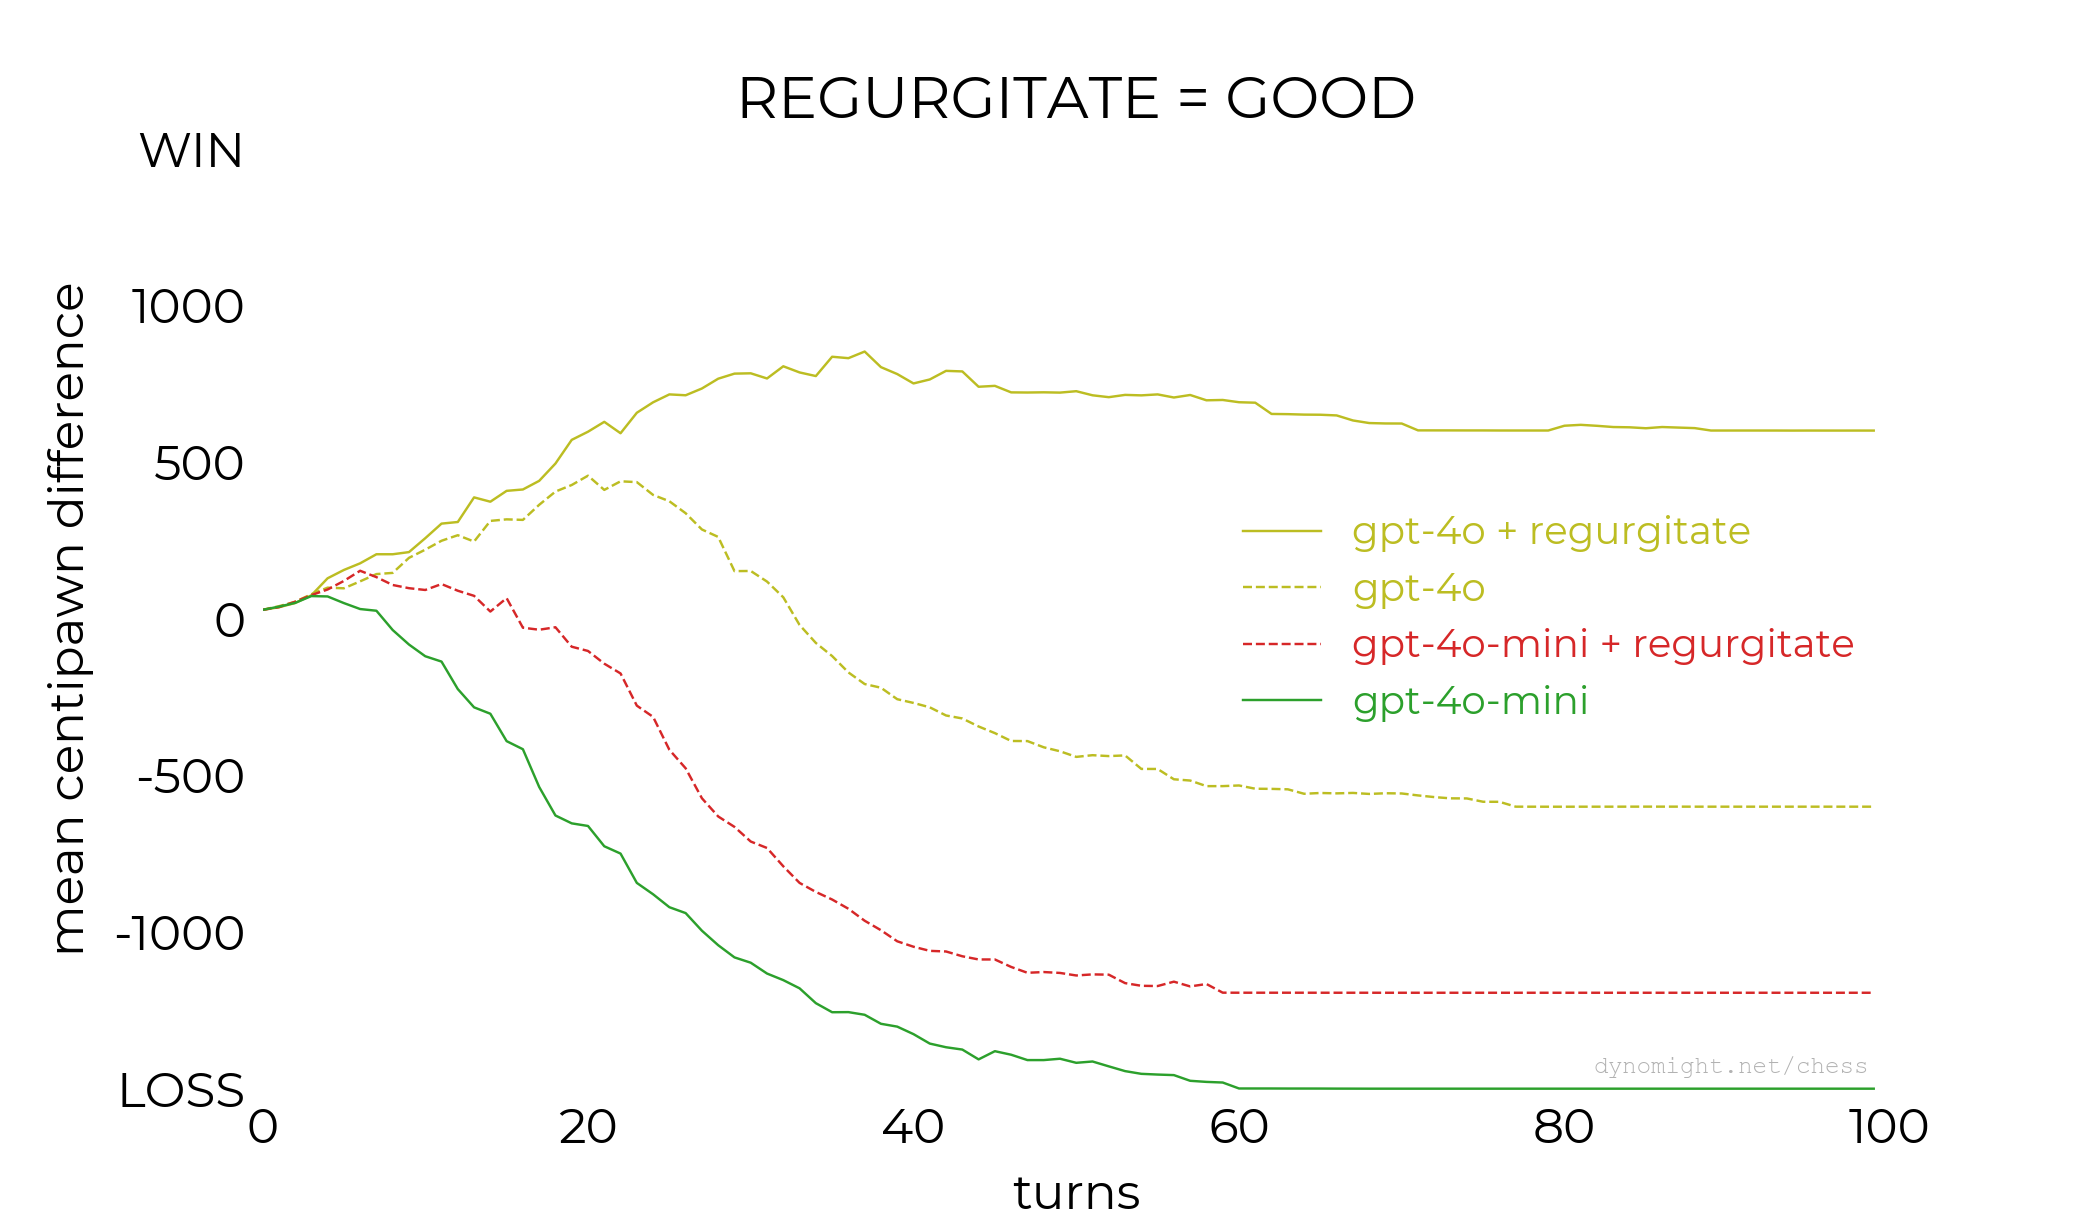 REGURGITATE = GOOD
WIN
1000
500
0
-500
-1000
LOSS
mean centipawn difference
gpt-4o + regurgitate
gpt-4o
gpt-4o-mini + regurgitate
gpt-4o-mini
dynomight.net/chess
0 20 40 60 80 100
turns